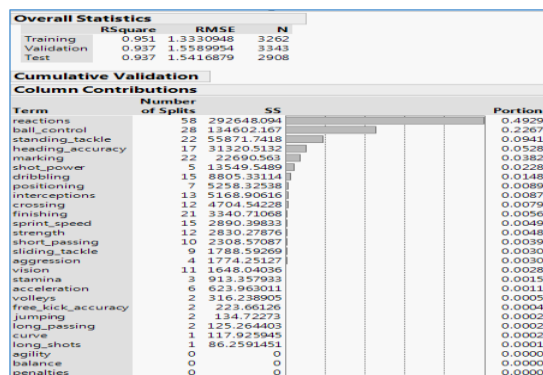 Overall Statistics
RSquare RMSE N
Training 0.951 1.3330948 3262
Validation 0.937 1.5589954 3343
Test 0.937 1.5416879 2908
Cumulative Validation
Column Contributions
Number
Term of Splits SS Portion
reactions 58 292648.094 0.4929
ball_control 28 134602.167 0.2267
standing_tackle 22 55871.7418 0.0941
heading_accuracy 17 31320.5132 0.0528
marking 22 22690.563 0.0382
shot_power 5 13549.5489 0.0228
dribbling 15 8805.33114 0.0148
positioning 7 5258.32538 0.0089
interceptions 13 5168.90616 0.0087
crossing 12 4704.54228 0.0079
finishing 21 3340.71068 0.0056
sprint_speed 15 2890.39833 0.0049
strength 12 2830.27876 0.0048
short_passing 10 2308.57087 0.0039
sliding_tackle 9 1788.59269 0.0030
aggression 4 1774.25127 0.0030
vision 11 1648.04036 0.0028
stamina 3 913.357933 0.0015
acceleration 6 623.963011 0.0011
volleys 2 316.238905 0.0005
free_kick_accuracy 2 223.66126 0.0004
jumping 2 134.72273 0.0002
long_passing 2 125.264403 0.0002
curve 1 117.925945 0.0002
long_shots 1 86.2591451 0.0001
agility 0 0 0.0000
balance 0 0 0.0000
penalties 0 0 0.0000